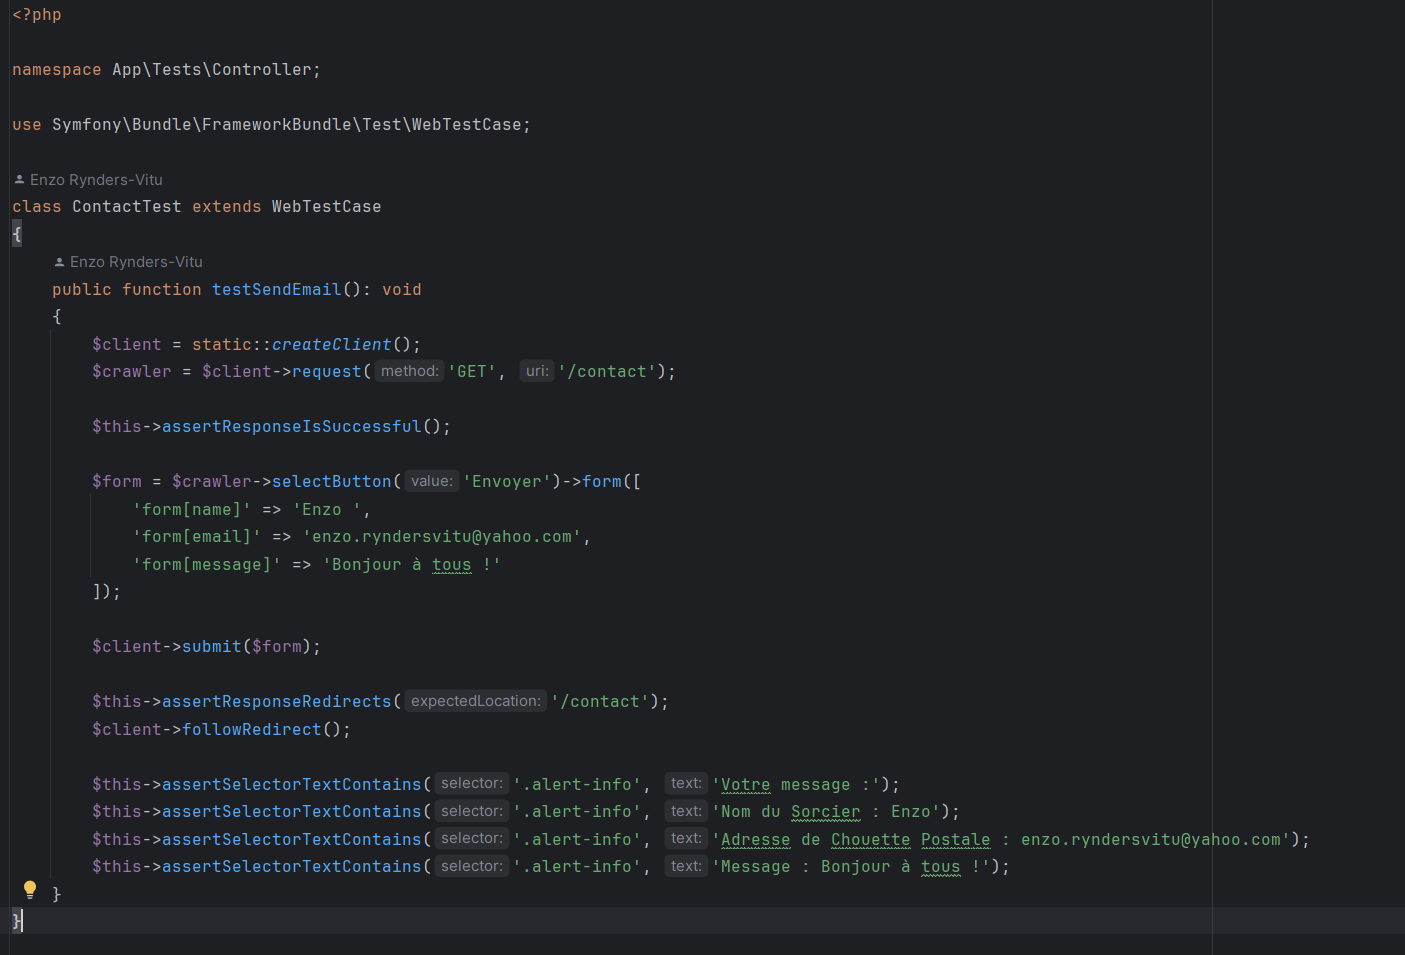 <?php
namespace App\Tests\Controller;
use Symfony\Bundle\FrameworkBundle\Test\WebTestCase;
Enzo Rynders-Vitu
class ContactTest extends WebTestCase
{
Enzo Rynders-Vitu
public function testSendEmail(): void
{
$client = static::createClient();
$crawler = $client->request( method: 'GET', uri: '/contact');
$this->assertResponseIsSuccessful();
$form = $crawler->selectButton( value: 'Envoyer')->form([
'form[name]' => 'Enzo ',
'form[email]' => 'enzo.ryndersvitu@yahoo.com',
'form[message]' => 'Bonjour à tous !'
]);
$client->submit($form);
$this->assertResponseRedirects( expectedLocation: '/contact');
$client->followRedirect();
$this->assertSelectorTextContains( selector: '.alert-info', text: 'Votre message :');
$this->assertSelectorTextContains( selector: '.alert-info', text: 'Nom du Sorcier : Enzo');
$this->assertSelectorTextContains( selector: '.alert-info', text: 'Adresse de Chouette Postale : enzo.ryndersvitu@yahoo.com');
$this->assertSelectorTextContains( selector: '.alert-info', text: 'Message : Bonjour à tous !');
}
}